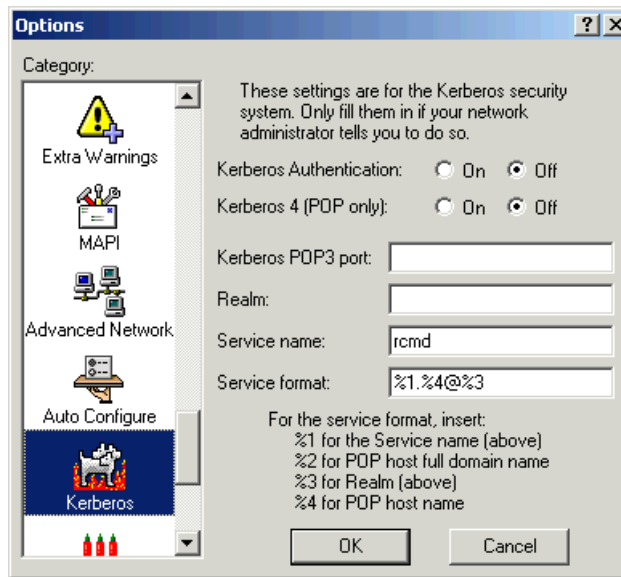 Options
Category:
Extra Warnings
MAPI
Advanced Network
Auto Configure
Kerberos
These settings are for the Kerberos security
system. Only fill them in if your network
administrator tells you to do so.
Kerberos Authentication: On Off
Kerberos 4 (POP only): On Off
Kerberos POP3 port:
Realm:
Service name: rcmd
Service format: %1.%4@%3
For the service format, insert:
%1 for the Service name (above)
%2 for POP host full domain name
%3 for Realm (above)
%4 for POP host name
OK Cancel